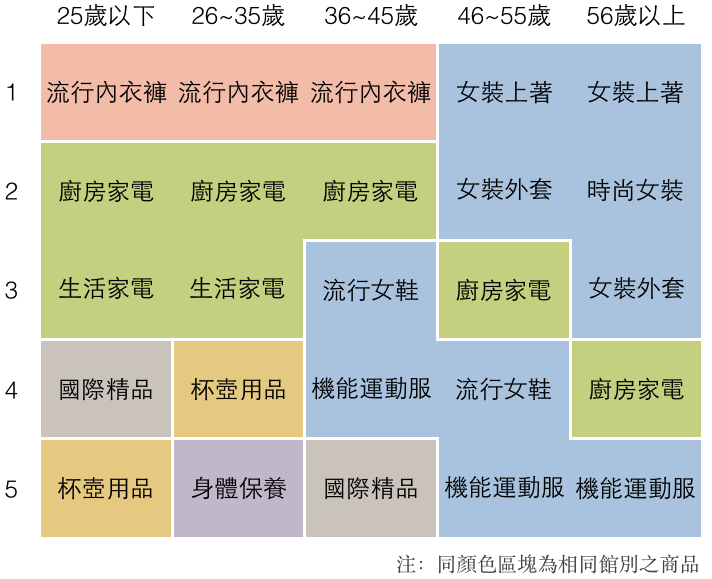 25歲以下 26~35歲 36~45歲 46~55歲 56歲以上
1 流行內衣褲 流行內衣褲 流行內衣褲 女裝上著 女裝上著
2 廚房家電 廚房家電 廚房家電 女裝外套 時尚女裝
3 生活家電 生活家電 流行女鞋 廚房家電 女裝外套
4 國際精品 杯壺用品 機能運動服 流行女鞋 廚房家電
5 杯壺用品 身體保養 國際精品 機能運動服 機能運動服
注：同顏色區塊為相同館別之商品